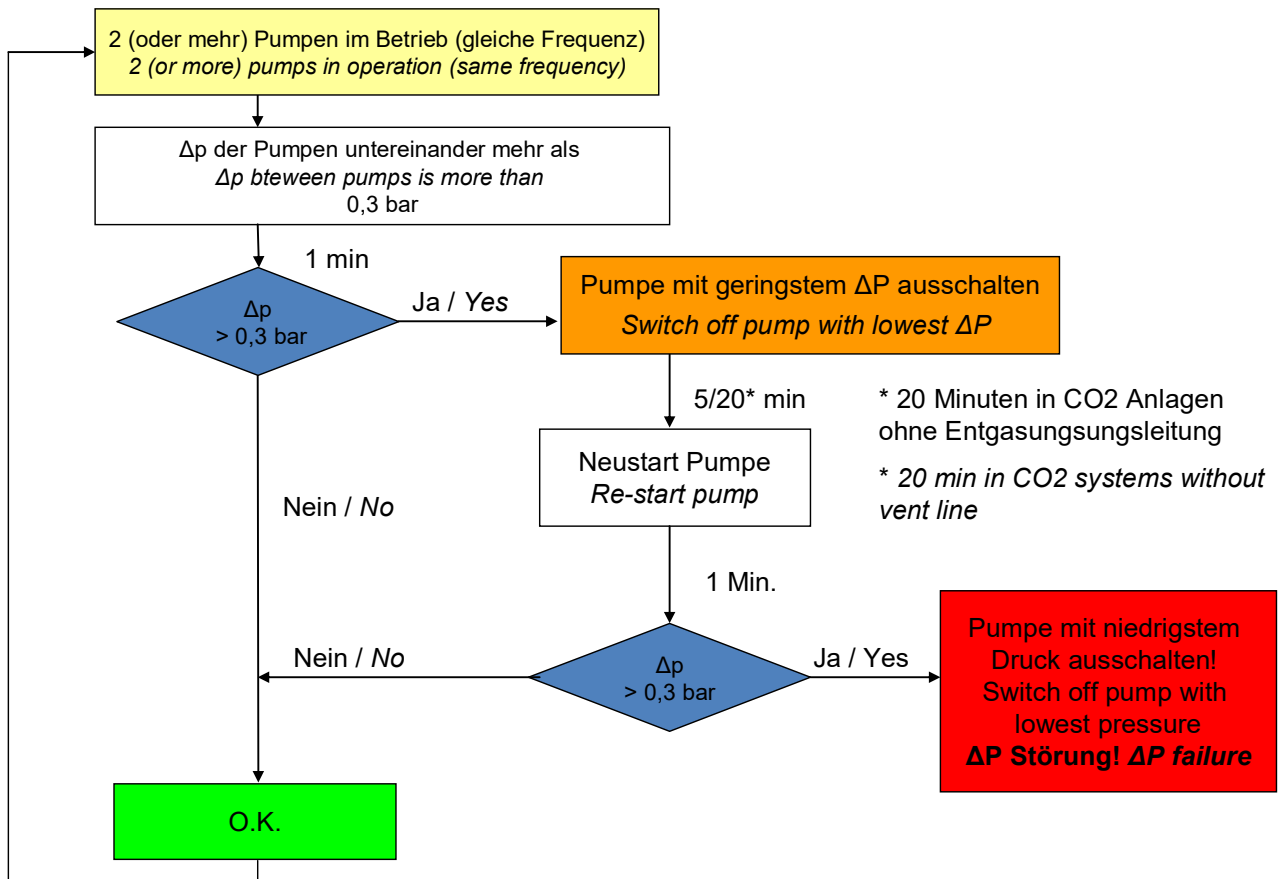 2 (oder mehr) Pumpen im Betrieb (gleiche Frequenz)
2 (or more) pumps in operation (same frequency)
Δp der Pumpen untereinander mehr als
Δp bteween pumps is more than
0,3 bar
1 min
Δp
> 0,3 bar
Ja / Yes
Pumpe mit geringstem ΔP ausschalten
Switch off pump with lowest ΔP
5/20* min
* 20 Minuten in CO2 Anlagen
ohne Entgasungsungsleitung
* 20 min in CO2 systems without
vent line
Neustart Pumpe
Re-start pump
Nein / No
1 Min.
Nein / No
Δp
> 0,3 bar
Ja / Yes
Pumpe mit niedrigstem
Druck ausschalten!
Switch off pump with
lowest pressure
ΔP Störung! ΔP failure
O.K.